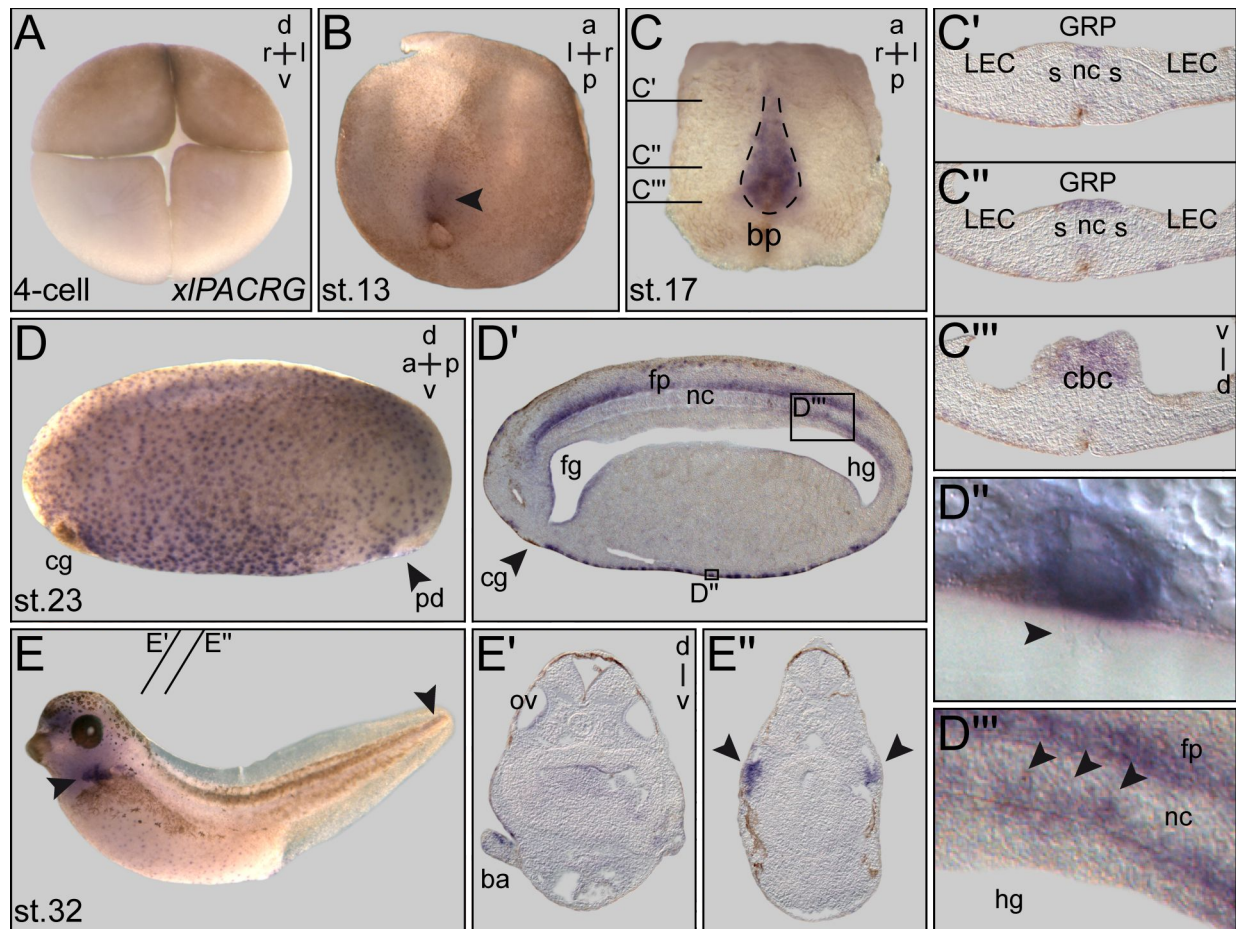 A
d
r l
v
4-cell
xlPACRG
B
a
l r
p
st.13
C
a
r l
p
C'
C''
C'''
bp
st.17
C'
GRP
LEC
s nc s
LEC
C''
GRP
LEC
s nc s
LEC
C'''
v
d
cbc
D
d
a p
v
cg
pd
st.23
D'
fp
nc
D'''
fg
hg
cg
D''
D''
E
E'
E''
st.32
E'
d
v
ov
ba
E''
D'''
fp
nc
hg